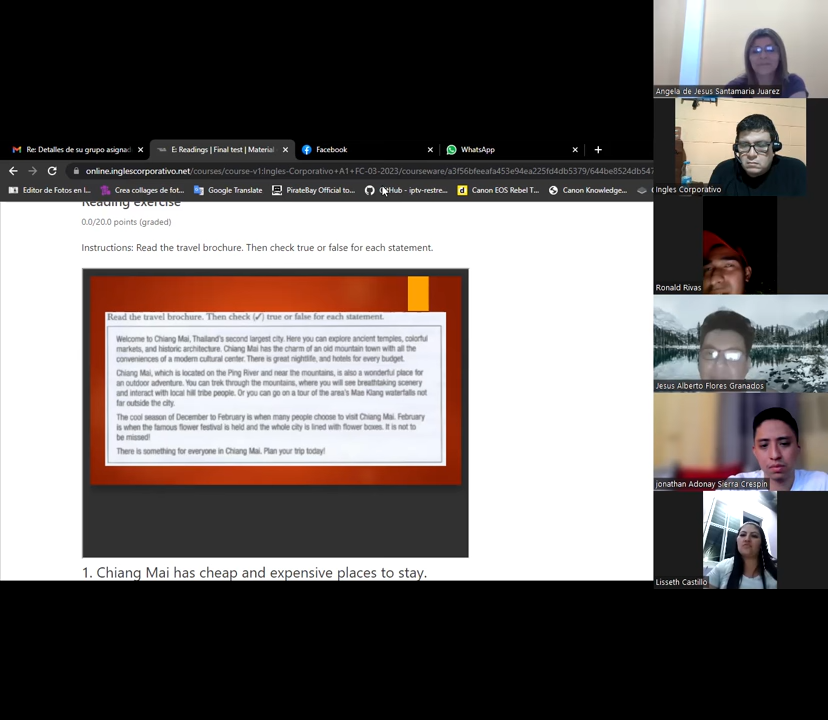 Angela de Jesus Santamaria Juarez
Re: Detalles de su grupo asignad
E: Readings | Final test | Material
Facebook
WhatsApp
online.inglescorporativo.net/courses/course-v1:Ingles-Corporativo+A1+FC-03-2023/courseware/a3f56bfeeafa453e94ea225fd4db5379/644be8524db547
Editor de Fotos en l...
Crea collages de fot...
Google Translate
PirateBay Official to...
GitHub - iptv-restre...
Canon EOS Rebel T...
Canon Knowledge...
Ingles Corporativo
Reading exercise
0.0/20.0 points (graded)
Instructions: Read the travel brochure. Then check true or false for each statement.
Read the travel brochure. Then check (✓) true or false for each statement.
Welcome to Chiang Mai, Thailand's second largest city. Here you can explore ancient temples, colorful
markets, and historic architecture. Chiang Mai has the charm of an old mountain town with all the
conveniences of a modern cultural center. There is great nightlife, and hotels for every budget.
Chiang Mai, which is located on the Ping River and near the mountains, is also a wonderful place for
an outdoor adventure. You can trek through the mountains, where you will see breathtaking scenery
and interact with local hill tribe people. Or you can go on a tour of the area's Mae Klang waterfalls not
far outside the city.
The cool season of December to February is when many people choose to visit Chiang Mai. February
is when the famous flower festival is held and the whole city is lined with flower boxes. It is not to
be missed!
There is something for everyone in Chiang Mai. Plan your trip today!
1. Chiang Mai has cheap and expensive places to stay.
Ronald Rivas
Jesus Alberto Flores Granados
jonathan Adonay Sierra Crespin
Lisseth Castillo